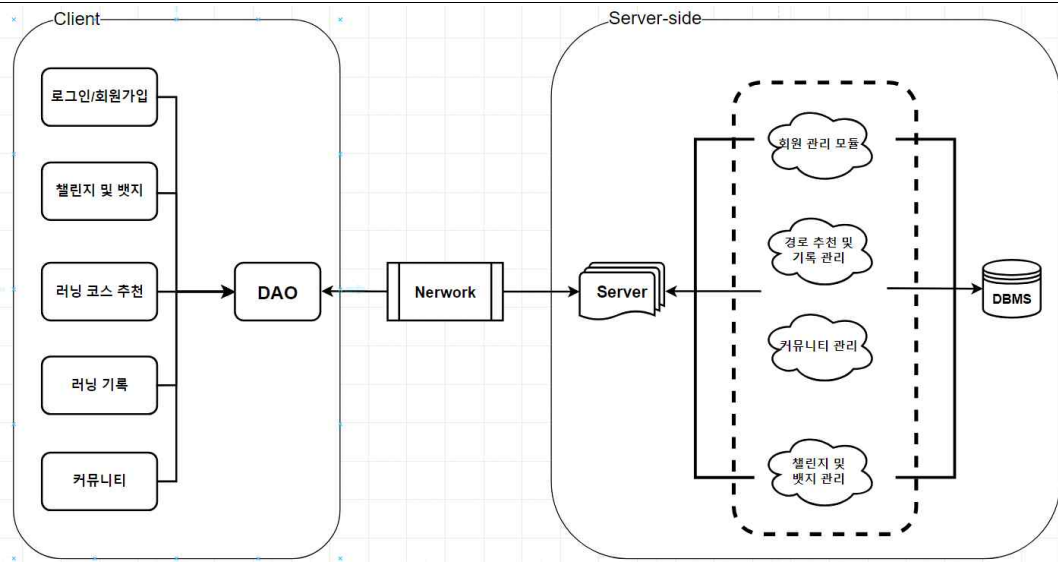 Client
로그인/회원가입
챌린지 및 뱃지
러닝 코스 추천
러닝 기록
커뮤니티
DAO
Nerwork
Server-side
Server
회원 관리 모듈
경로 추천 및
기록 관리
커뮤니티 관리
챌린지 및
뱃지 관리
DBMS